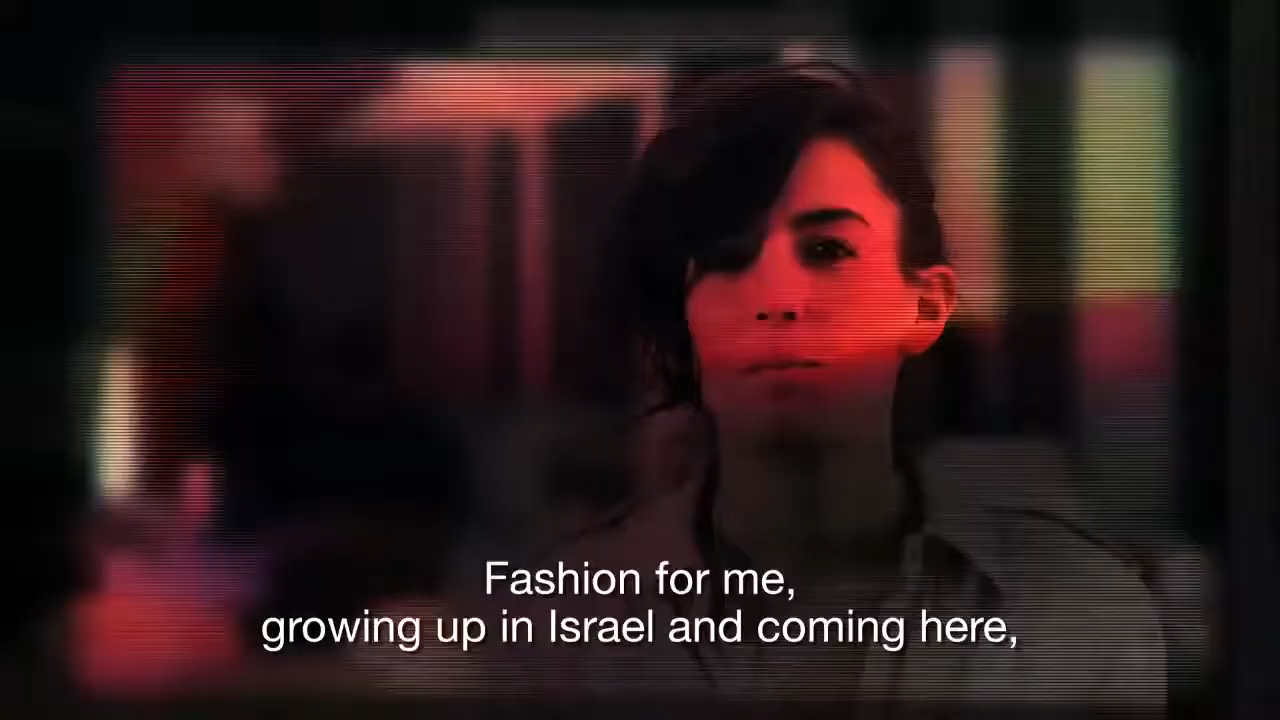 Fashion for me,
growing up in Israel and coming here,